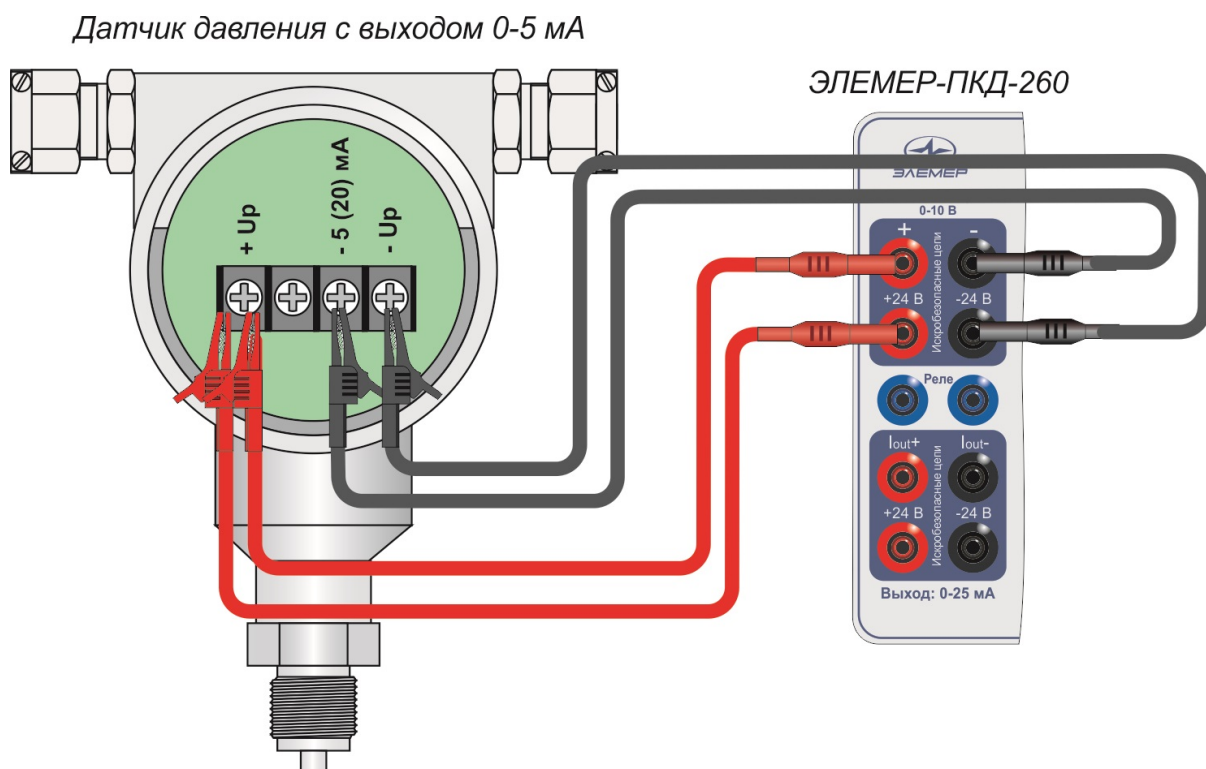 Датчик давления с выходом 0-5 мА
ЭЛЕМЕР-ПКД-260
+ Up
- 5 (20) мА
- Up
ЭЛЕМЕР
0-10 В
+ -
Искробезопасные цепи
+24 В -24 В
Реле
Iout+ Iout-
Искробезопасные цепи
+24 В -24 В
Выход: 0-25 мА